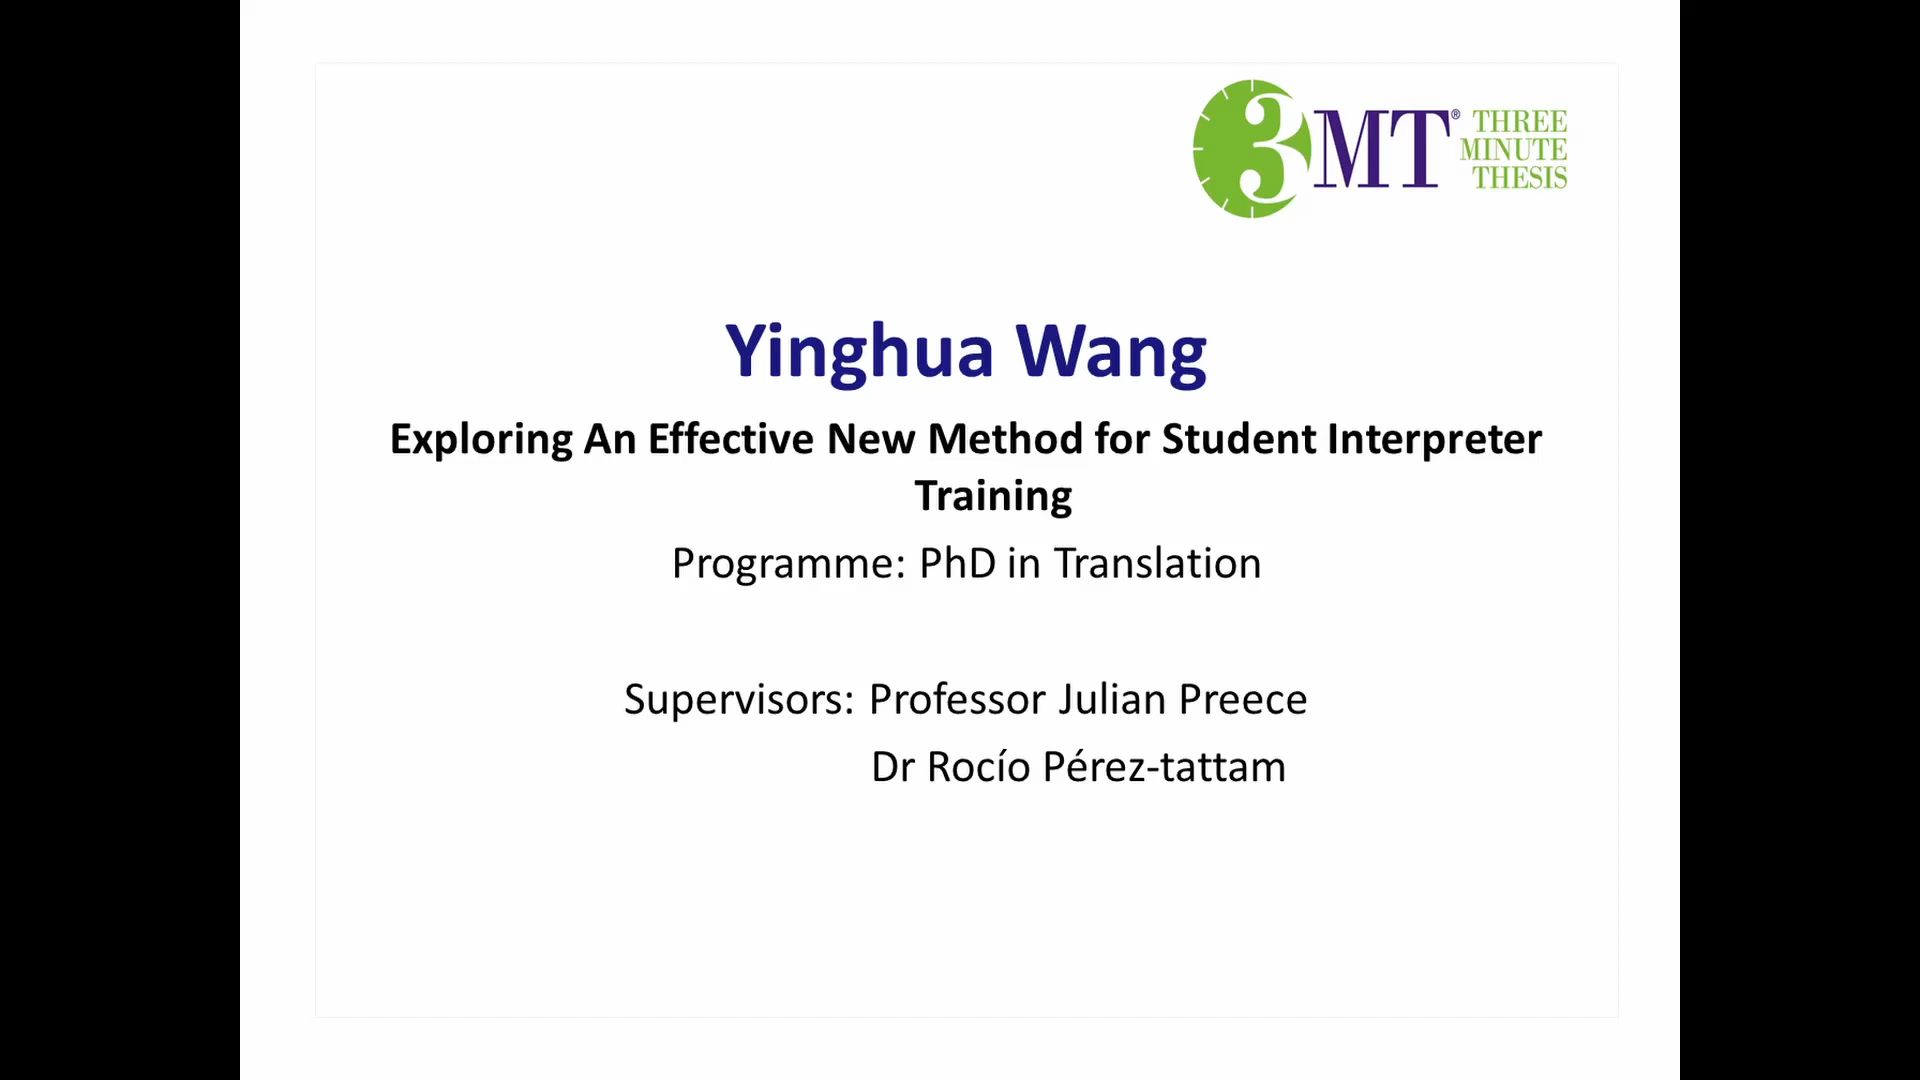 3MT® THREE
MINUTE
THESIS
Yinghua Wang
Exploring An Effective New Method for Student Interpreter
Training
Programme: PhD in Translation
Supervisors: Professor Julian Preece
Dr Rocío Pérez-tattam